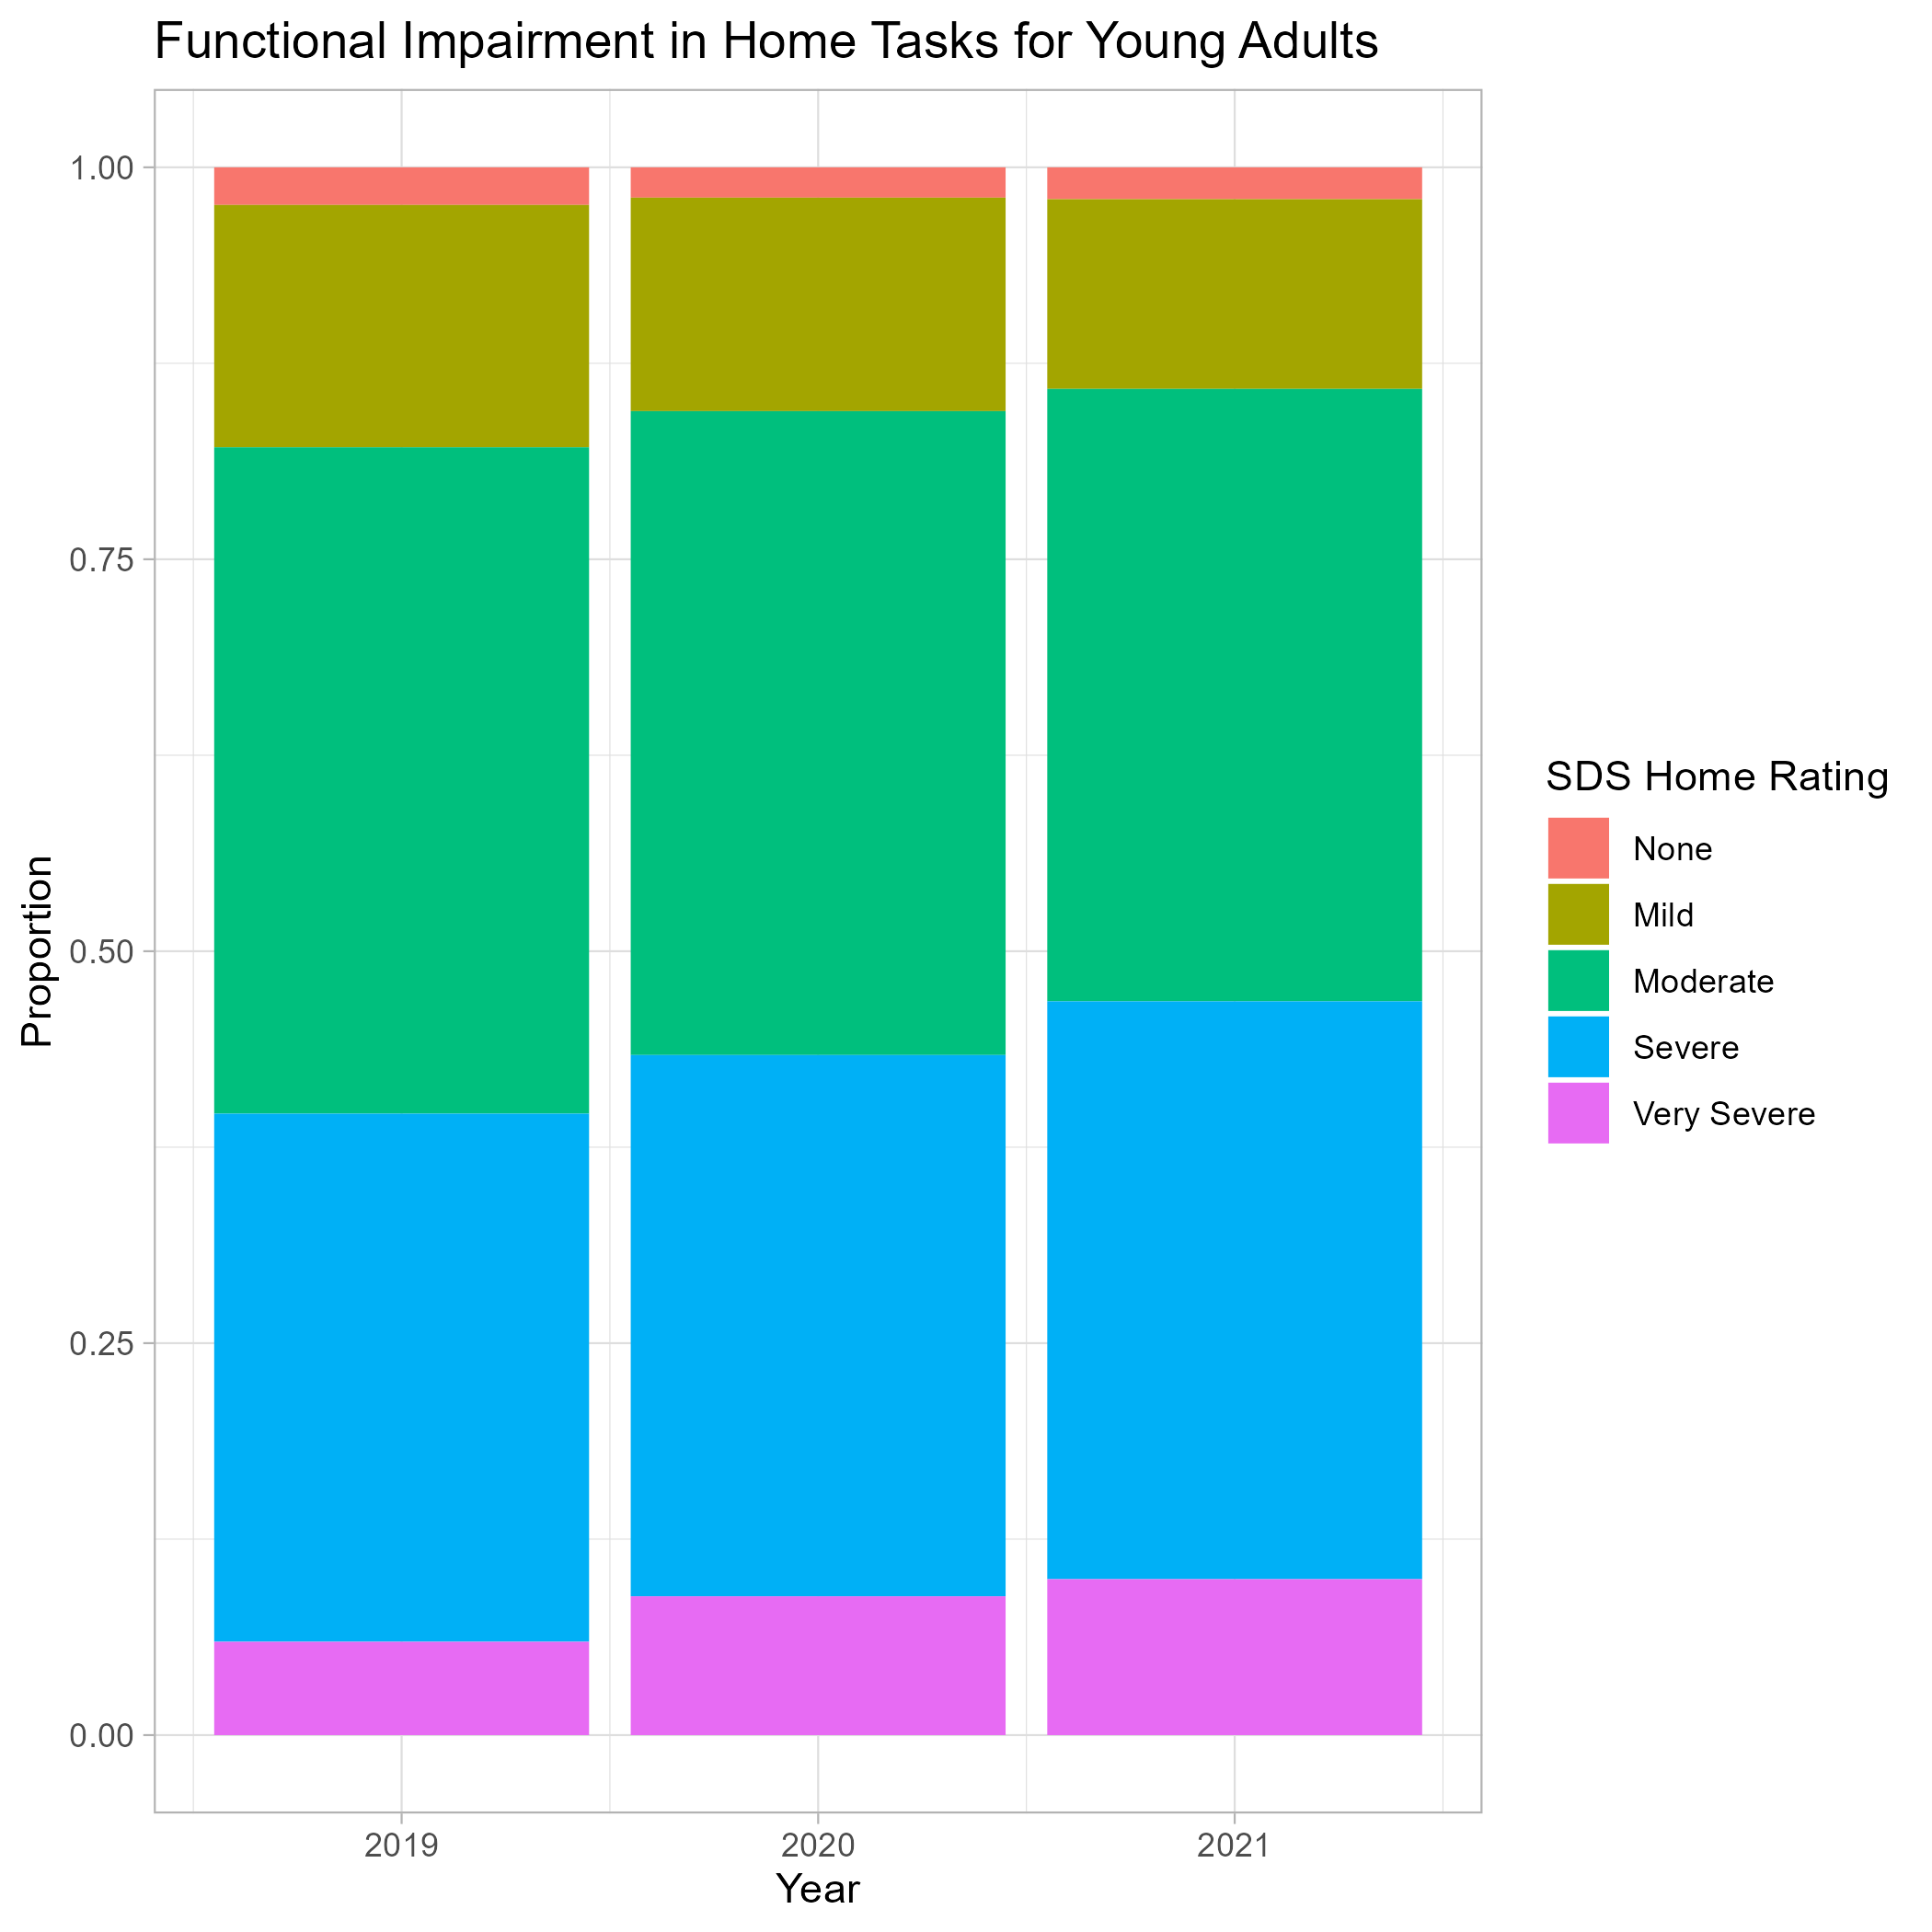 Functional Impairment in Home Tasks for Young Adults
1.00
0.75
0.50
0.25
0.00
Proportion
2019 2020 2021
Year
SDS Home Rating
None
Mild
Moderate
Severe
Very Severe